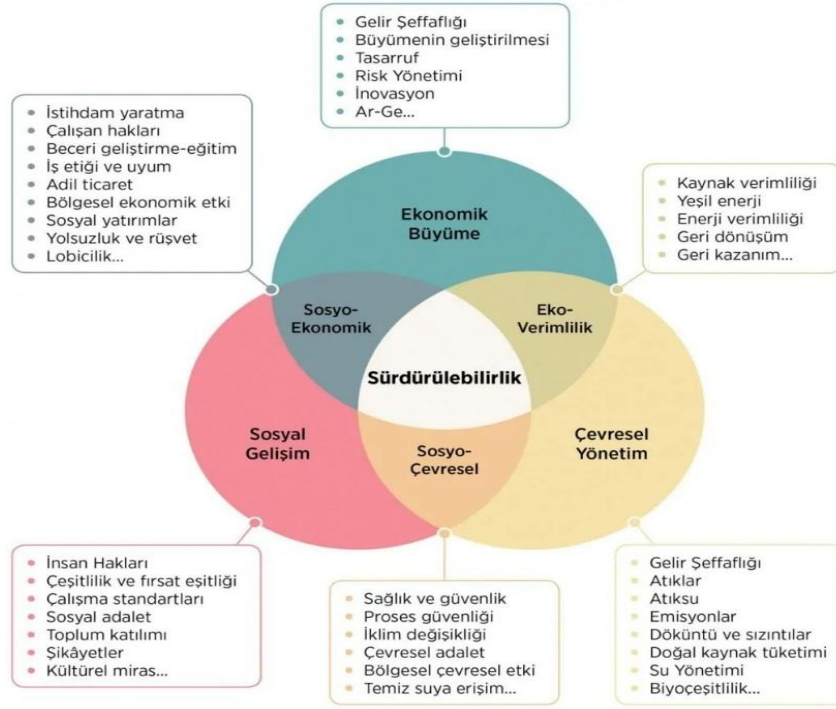 Gelir Şeffaflığı
Büyümenin geliştirilmesi
Tasarruf
Risk Yönetimi
İnovasyon
Ar-Ge...
İstihdam yaratma
Çalışan hakları
Beceri geliştirme-eğitim
İş etiği ve uyum
Adil ticaret
Bölgesel ekonomik etki
Sosyal yatırımlar
Yolsuzluk ve rüşvet
Lobicilik...
Kaynak verimliliği
Yeşil enerji
Enerji verimliliği
Geri dönüşüm
Geri kazanım...
Ekonomik
Büyüme
Sosyo-
Ekonomik
Eko-
Verimlilik
Sürdürülebilirlik
Sosyal
Gelişim
Sosyo-
Çevresel
Çevresel
Yönetim
İnsan Hakları
Çeşitlilik ve fırsat eşitliği
Çalışma standartları
Sosyal adalet
Toplum katılımı
Şikâyetler
Kültürel miras...
Sağlık ve güvenlik
Proses güvenliği
İklim değişikliği
Çevresel adalet
Bölgesel çevresel etki
Temiz suya erişim...
Gelir Şeffaflığı
Atıklar
Atıksu
Emisyonlar
Döküntü ve sızıntılar
Doğal kaynak tüketimi
Su Yönetimi
Biyoçeşitlilik...